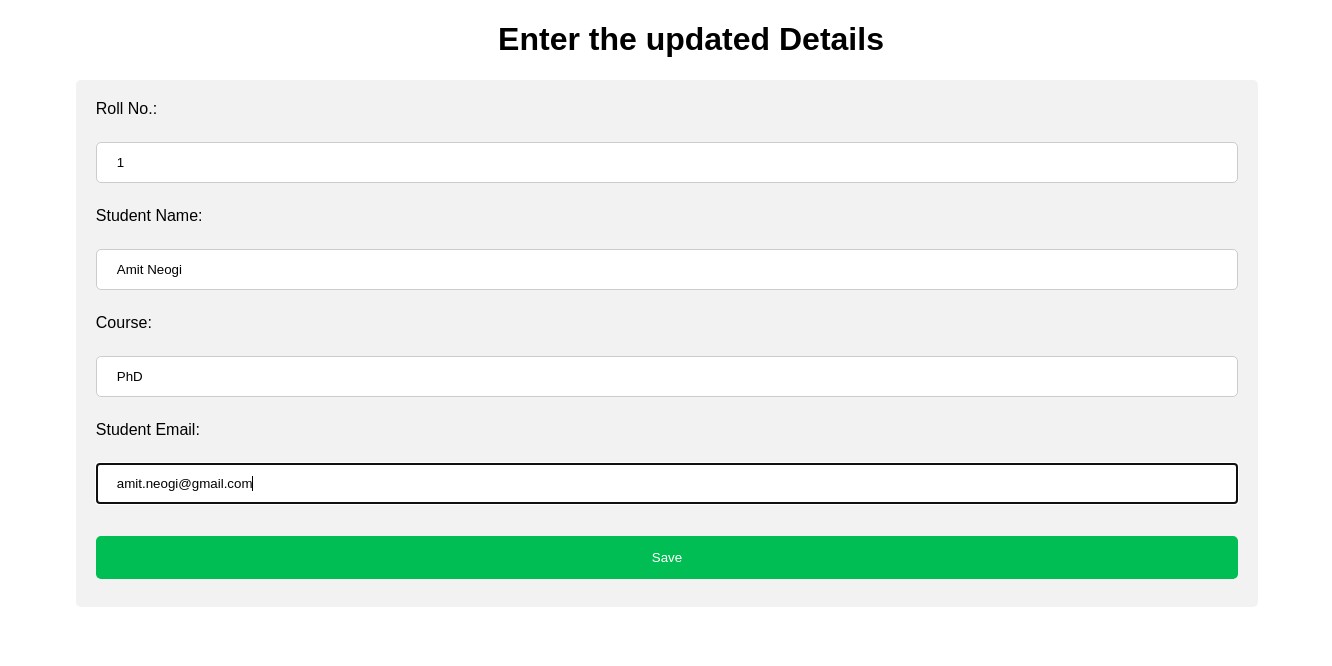 Enter the updated Details
Roll No.:
1
Student Name:
Amit Neogi
Course:
PhD
Student Email:
amit.neogi@gmail.com
Save